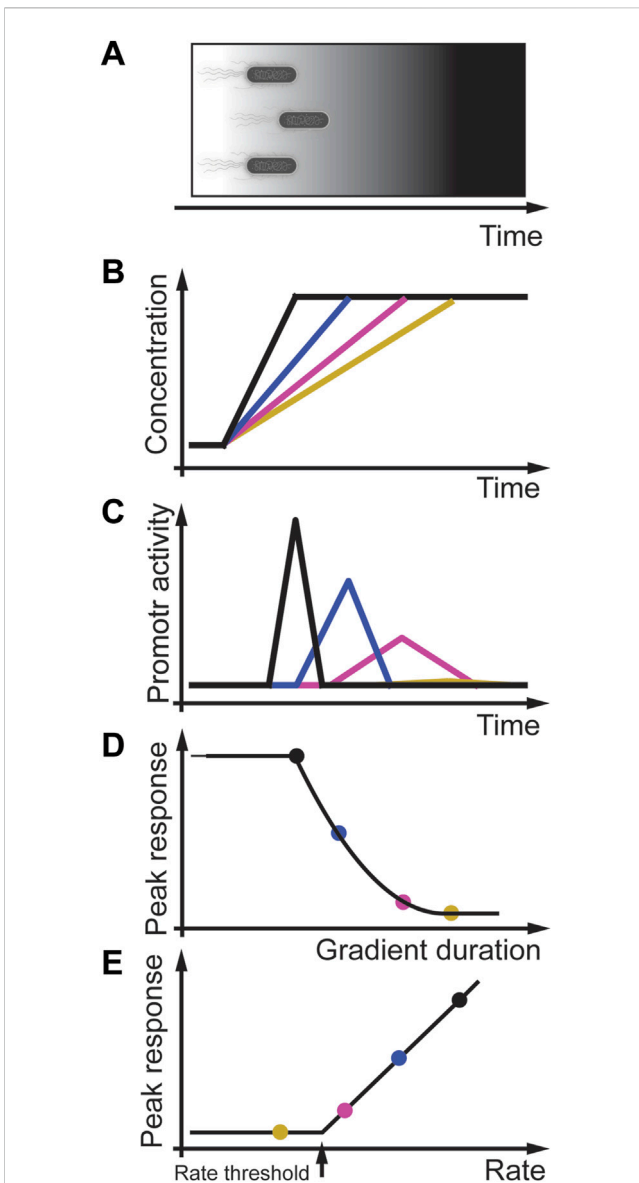 A
Time
B
Concentration
Time
C
Promotr activity
Time
D
Peak response
Gradient duration
E
Peak response
Rate threshold
Rate